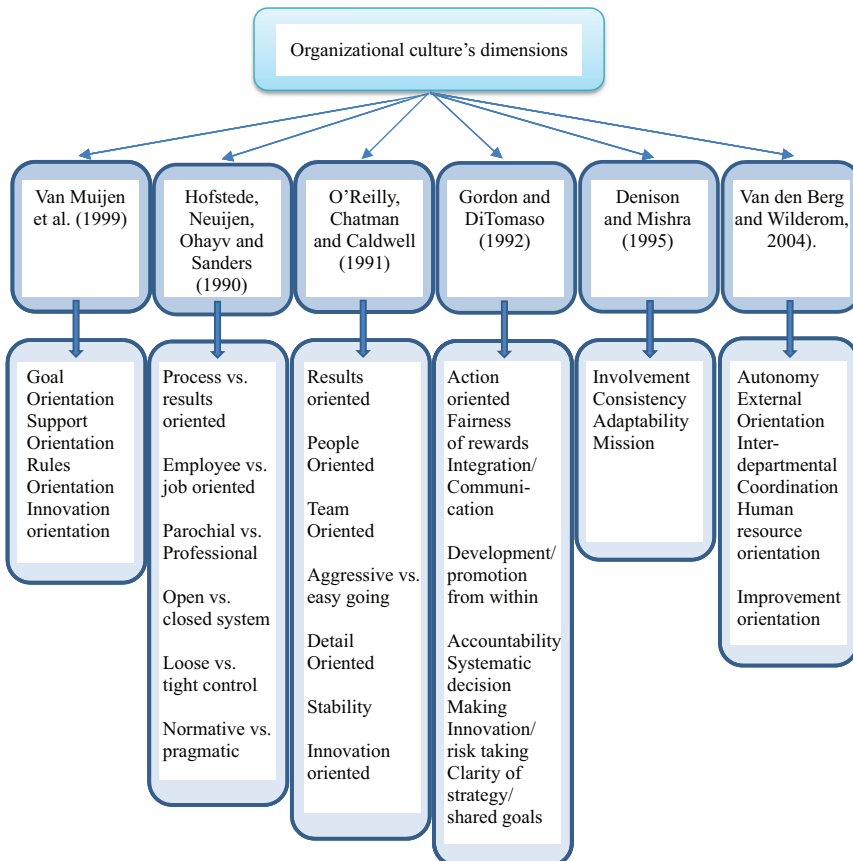 Organizational culture's dimensions
Van Muijen
et al. (1999)
Hofstede,
Neuijen,
Ohayv and
Sanders
(1990)
O'Reilly,
Chatman
and Caldwell
(1991)
Gordon and
DiTomaso
(1992)
Denison
and Mishra
(1995)
Van den Berg
and Wilderom,
2004).
Goal
Orientation
Support
Orientation
Rules
Orientation
Innovation
orientation
Process vs.
results
oriented
Employee vs.
job oriented
Parochial vs.
Professional
Open vs.
closed system
Loose vs.
tight control
Normative vs.
pragmatic
Results
oriented
People
Oriented
Team
Oriented
Aggressive vs.
easy going
Detail
Oriented
Stability
Innovation
oriented
Action
oriented
Fairness
of rewards
Integration/
Communi-
cation
Development/
promotion
from within
Accountability
Systematic
decision
Making
Innovation/
risk taking
Clarity of
strategy/
shared goals
Involvement
Consistency
Adaptability
Mission
Autonomy
External
Orientation
Inter-
departmental
Coordination
Human
resource
orientation
Improvement
orientation